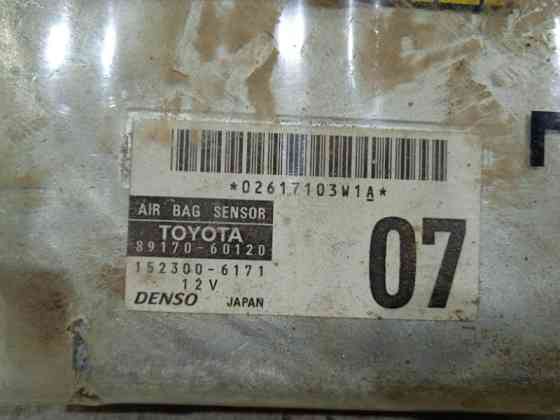 *02617103W1A*
AIR BAG SENSOR
TOYOTA
89170-60120
152300-6171
12V
DENSO JAPAN
07